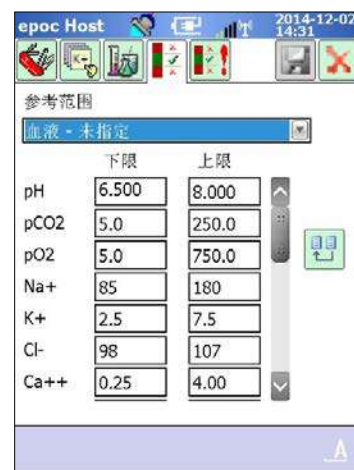 epoc Host 2014-12-02
14:31
参考范围
血液 - 未指定
下限 上限
pH 6.500 8.000
pCO2 5.0 250.0
pO2 5.0 750.0
Na+ 85 180
K+ 2.5 7.5
Cl- 98 107
Ca++ 0.25 4.00
A